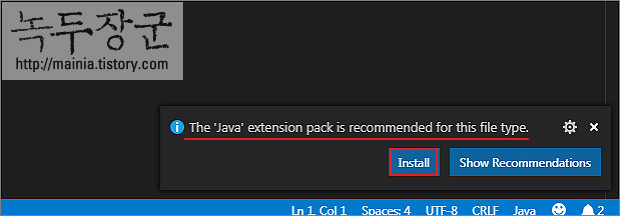 녹두장군
http://mainia.tistory.com
The 'Java' extension pack is recommended for this file type.
Install
Show Recommendations
Ln 1, Col 1 Spaces: 4 UTF-8 CRLF Java 2